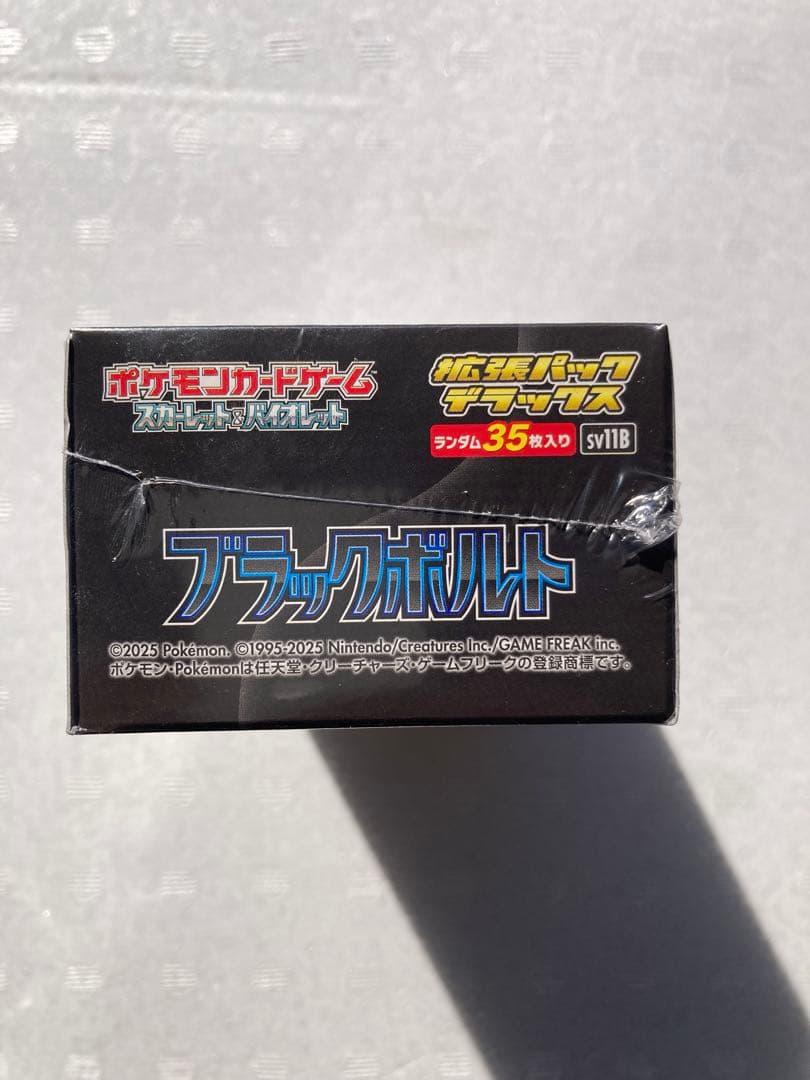 ポケモンカードゲーム
スカーレット&バイオレット
拡張パック
デラックス
ランダム35枚入り
SV11B
ブラックボルト
©2025 Pokémon. ©1995-2025 Nintendo/Creatures Inc./GAME FREAK inc.
ポケモン・Pokémonは任天堂・クリーチャーズ・ゲームフリークの登録商標です。